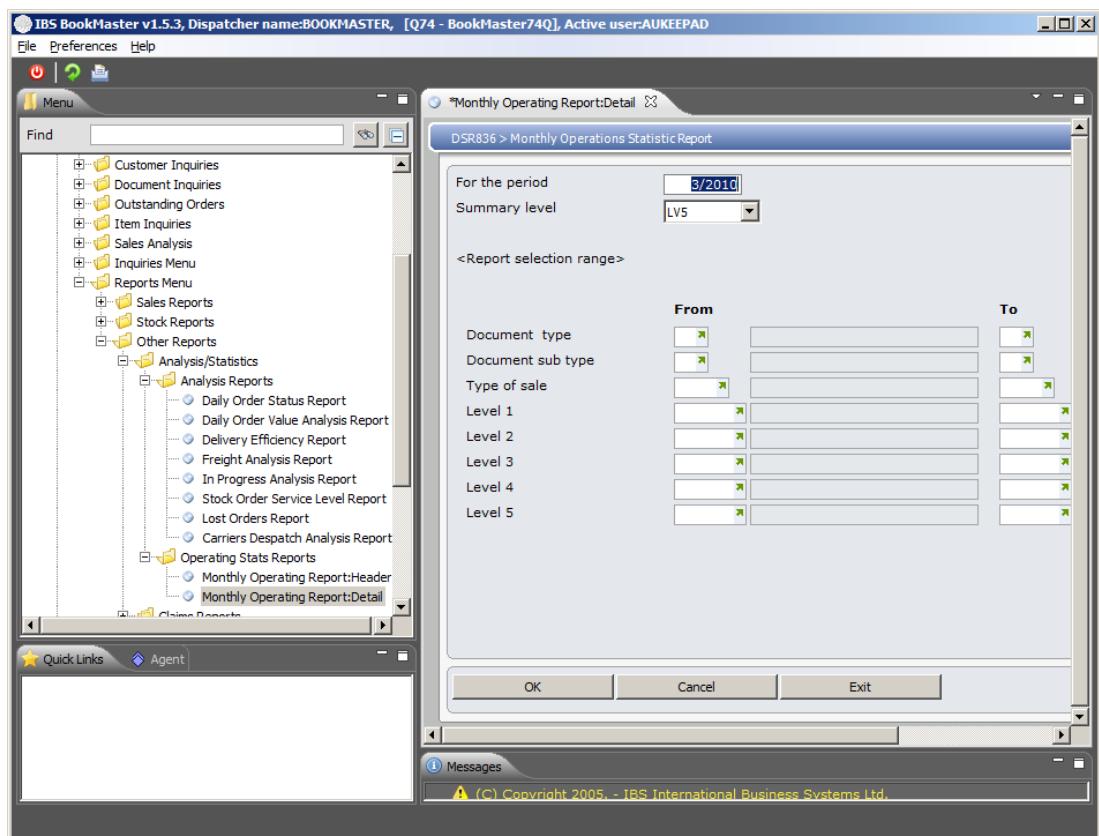 IBS BookMaster v1.5.3, Dispatcher name:BOOKMASTER, [Q74 - BookMaster74Q], Active user:AUKEEPAD
File Preferences Help
Menu
Find
Customer Inquiries
Document Inquiries
Outstanding Orders
Item Inquiries
Sales Analysis
Inquiries Menu
Reports Menu
Sales Reports
Stock Reports
Other Reports
Analysis/Statistics
Analysis Reports
Daily Order Status Report
Daily Order Value Analysis Report
Delivery Efficiency Report
Freight Analysis Report
In Progress Analysis Report
Stock Order Service Level Report
Lost Orders Report
Carriers Despatch Analysis Report
Operating Stats Reports
Monthly Operating Report:Header
Monthly Operating Report:Detail
Claims Reports
Quick Links Agent
*Monthly Operating Report:Detail
DSR836 > Monthly Operations Statistic Report
For the period 3/2010
Summary level LV5
<Report selection range>
From To
Document type
Document sub type
Type of sale
Level 1
Level 2
Level 3
Level 4
Level 5
OK Cancel Exit
Messages
(C) Copyright 2005. - IBS International Business Systems Ltd.